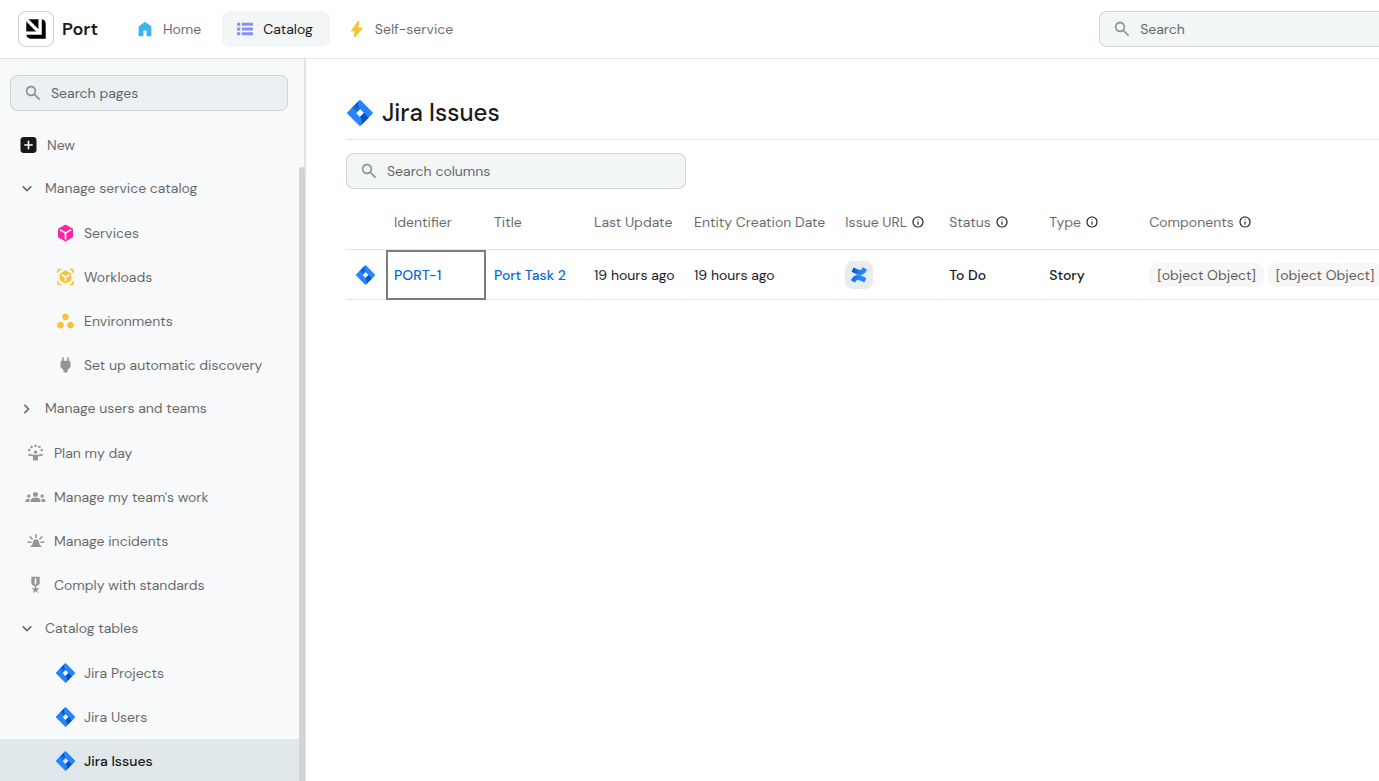 Port
Home
Catalog
Self-service
Search
Search pages
New
Manage service catalog
Services
Workloads
Environments
Set up automatic discovery
Manage users and teams
Plan my day
Manage my team's work
Manage incidents
Comply with standards
Catalog tables
Jira Projects
Jira Users
Jira Issues
Jira Issues
Search columns
Identifier Title Last Update Entity Creation Date Issue URL Status Type Components
PORT-1 Port Task 2 19 hours ago 19 hours ago To Do Story [object Object] [object Object]